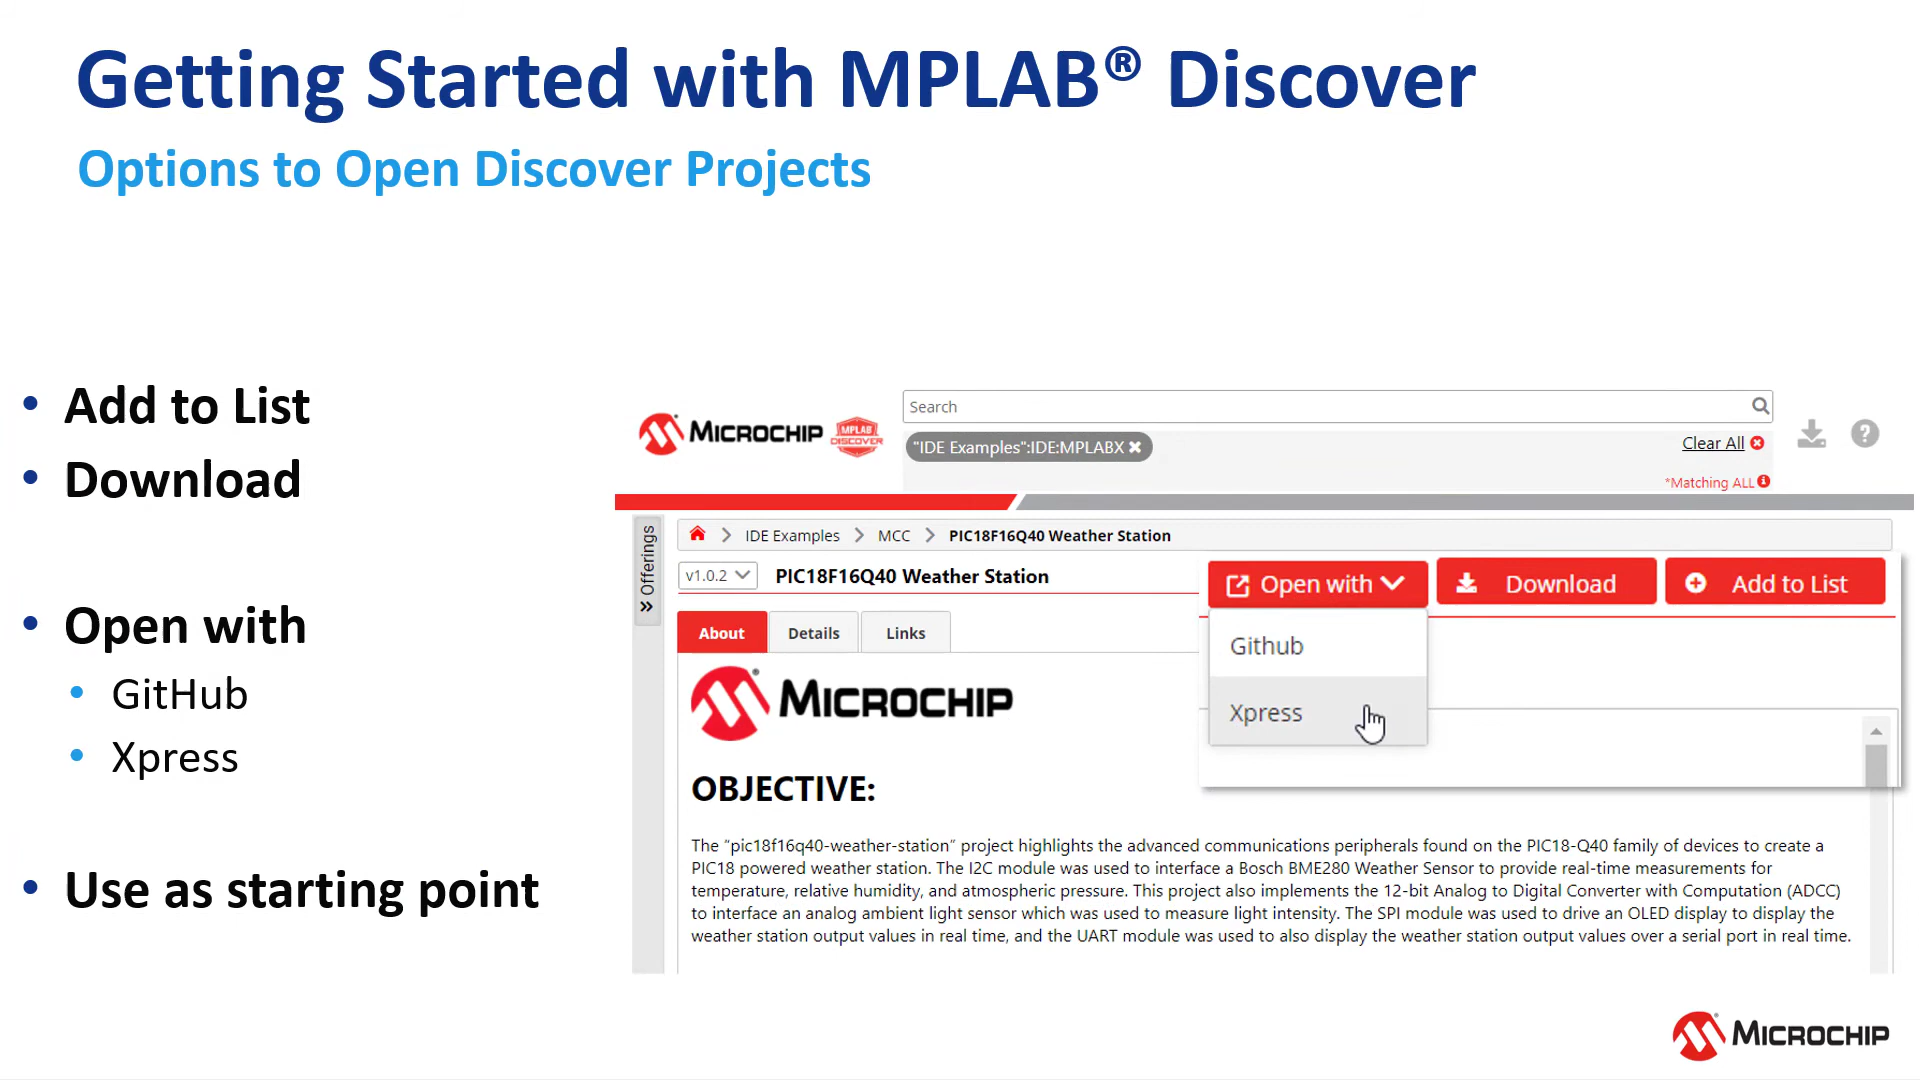 Getting Started with MPLAB® Discover
Options to Open Discover Projects
• Add to List
• Download
• Open with
• GitHub
• Xpress
• Use as starting point
MICROCHIP
MPLAB
DISCOVER
Search
"IDE Examples":IDE:MPLABX
Clear All
*Matching ALL
Offerings
IDE Examples > MCC > PIC18F16Q40 Weather Station
v1.0.2 PIC18F16Q40 Weather Station
Open with
Download
Add to List
Github
Xpress
About
Details
Links
MICROCHIP
OBJECTIVE:
The “pic18f16q40-weather-station” project highlights the advanced communications peripherals found on the PIC18-Q40 family of devices to create a
PIC18 powered weather station. The I2C module was used to interface a Bosch BME280 Weather Sensor to provide real-time measurements for
temperature, relative humidity, and atmospheric pressure. This project also implements the 12-bit Analog to Digital Converter with Computation (ADCC)
to interface an analog ambient light sensor which was used to measure light intensity. The SPI module was used to drive an OLED display to display the
weather station output values in real time, and the UART module was used to also display the weather station output values over a serial port in real time.
MICROCHIP